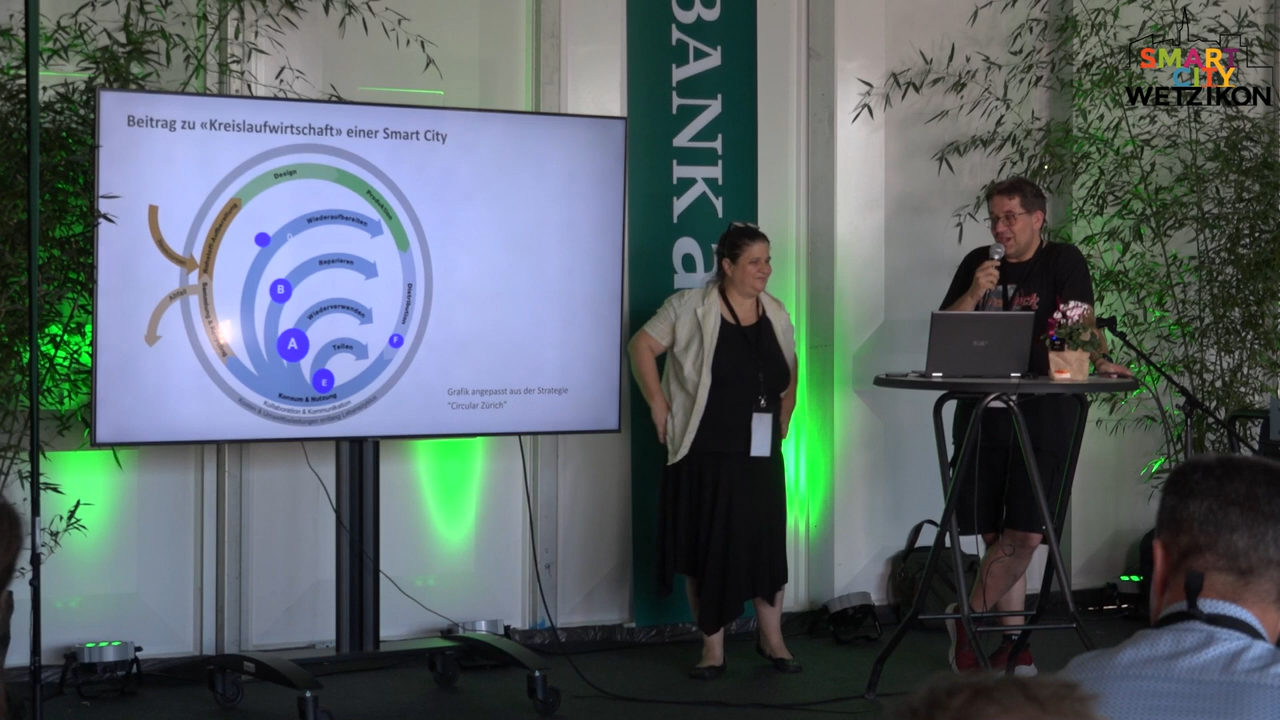 SMART
CITY
WETZIKON
BANK
Beitrag zu «Kreislaufwirtschaft» einer Smart City
Design
Produktion
Wiederaufbereiten
Reparieren
B
Distribution
Wiederverwenden
A
Teilen
F
E
Konsum & Nutzung
Kollaboration & Kommunikation
Grafik angepasst aus der Strategie
"Circular Zürich"